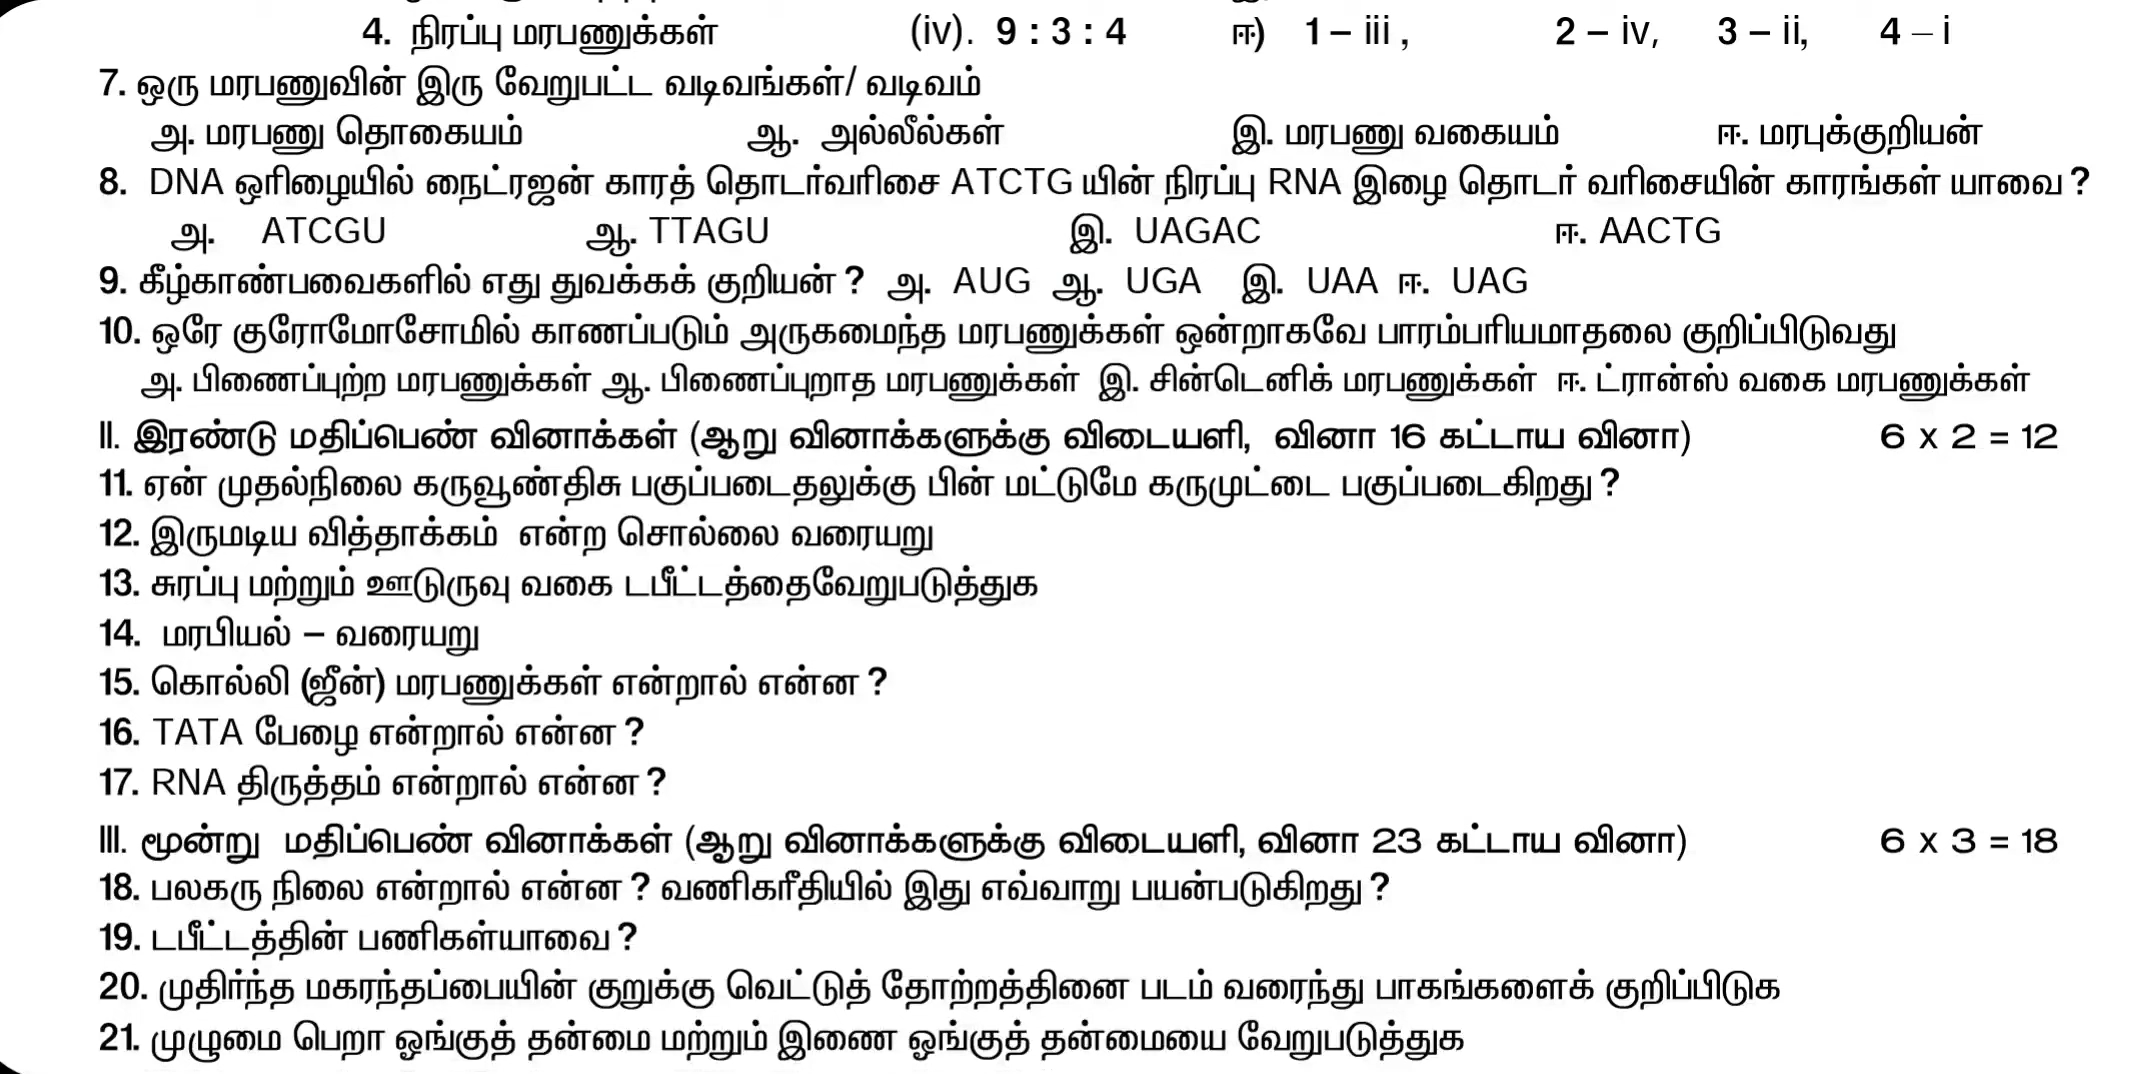 4. நிரப்பு மரபணுக்கள் (iv). 9 : 3 : 4 ஈ) 1 – iii , 2 – iv, 3 – ii, 4 – i
7. ஒரு மரபணுவின் இரு வேறுபட்ட வடிவங்கள்/ வடிவம்
அ. மரபணு தொகையம் ஆ. அல்லீல்கள் இ. மரபணு வகையம் ஈ. மரபுக்குறியன்
8. DNA ஒரிழையில் நைட்ரஜன் காரத் தொடர்வரிசை ATCTG யின் நிரப்பு RNA இழை தொடர் வரிசையின் காரங்கள் யாவை ?
அ. ATCGU ஆ. TTAGU இ. UAGAC ஈ. AACTG
9. கீழ்காண்பவைகளில் எது துவக்கக் குறியன் ? அ. AUG ஆ. UGA இ. UAA ஈ. UAG
10. ஒரே குரோமோசோமில் காணப்படும் அருகமைந்த மரபணுக்கள் ஒன்றாகவே பாரம்பரியமாதலை குறிப்பிடுவது
அ. பிணைப்புற்ற மரபணுக்கள் ஆ. பிணைப்புறாத மரபணுக்கள் இ. சின்டெனிக் மரபணுக்கள் ஈ. ட்ரான்ஸ் வகை மரபணுக்கள்
II. இரண்டு மதிப்பெண் வினாக்கள் (ஆறு வினாக்களுக்கு விடையளி, வினா 16 கட்டாய வினா) 6 x 2 = 12
11. ஏன் முதல்நிலை கருவூண்திசு பகுப்படைதலுக்கு பின் மட்டுமே கருமுட்டை பகுப்படைகிறது ?
12. இருமடிய வித்தாக்கம் என்ற சொல்லை வரையறு
13. சுரப்பு மற்றும் ஊடுருவு வகை டபீட்டத்தைவேறுபடுத்துக
14. மரபியல் – வரையறு
15. கொல்லி (ஜீன்) மரபணுக்கள் என்றால் என்ன ?
16. TATA பேழை என்றால் என்ன ?
17. RNA திருத்தம் என்றால் என்ன ?
III. மூன்று மதிப்பெண் வினாக்கள் (ஆறு வினாக்களுக்கு விடையளி, வினா 23 கட்டாய வினா) 6 x 3 = 18
18. பலகரு நிலை என்றால் என்ன ? வணிகரீதியில் இது எவ்வாறு பயன்படுகிறது ?
19. டபீட்டத்தின் பணிகள்யாவை ?
20. முதிர்ந்த மகரந்தப்பையின் குறுக்கு வெட்டுத் தோற்றத்தினை படம் வரைந்து பாகங்களைக் குறிப்பிடுக
21. முழுமை பெறா ஓங்குத் தன்மை மற்றும் இணை ஓங்குத் தன்மையை வேறுபடுத்துக